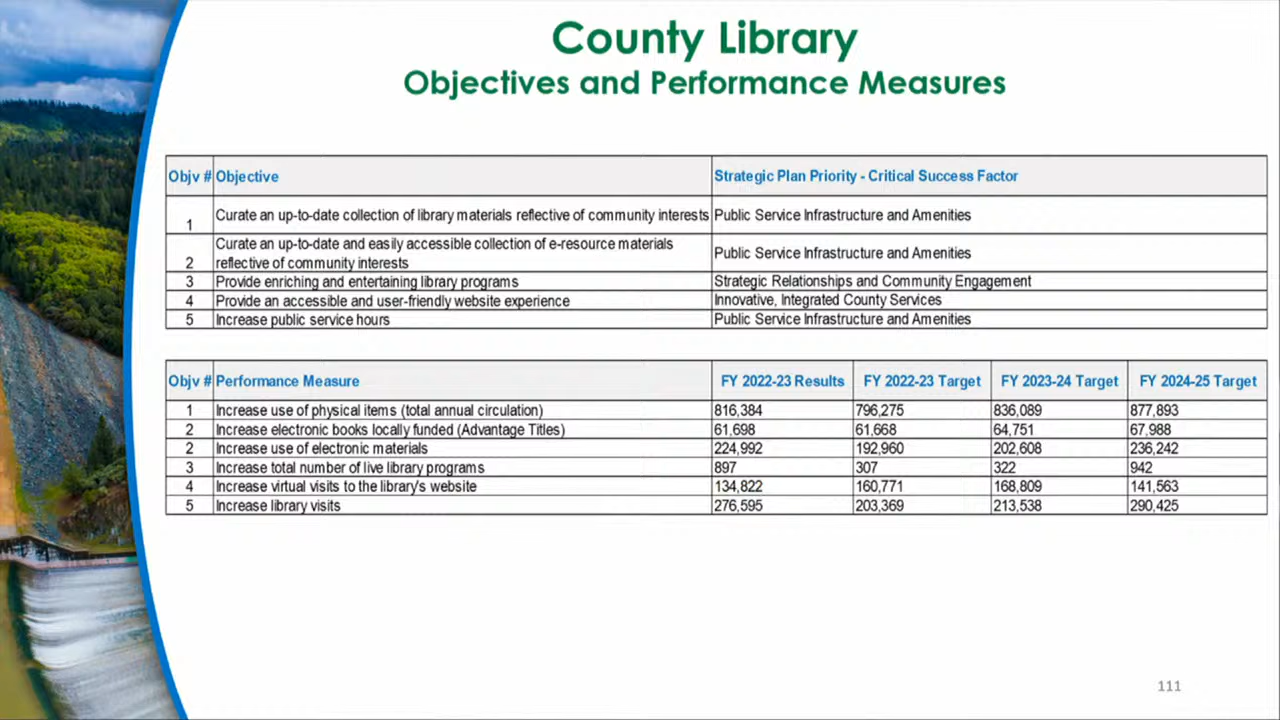 County Library
Objectives and Performance Measures
Objv # Objective Strategic Plan Priority - Critical Success Factor
1 Curate an up-to-date collection of library materials reflective of community interests Public Service Infrastructure and Amenities
2 Curate an up-to-date and easily accessible collection of e-resource materials
reflective of community interests Public Service Infrastructure and Amenities
3 Provide enriching and entertaining library programs Strategic Relationships and Community Engagement
4 Provide an accessible and user-friendly website experience Innovative, Integrated County Services
5 Increase public service hours Public Service Infrastructure and Amenities
Objv # Performance Measure FY 2022-23 Results FY 2022-23 Target FY 2023-24 Target FY 2024-25 Target
1 Increase use of physical items (total annual circulation) 816,384 796,275 836,089 877,893
2 Increase electronic books locally funded (Advantage Titles) 61,698 61,668 64,751 67,988
2 Increase use of electronic materials 224,992 192,960 202,608 236,242
3 Increase total number of live library programs 897 307 322 942
4 Increase virtual visits to the library's website 134,822 160,771 168,809 141,563
5 Increase library visits 276,595 203,369 213,538 290,425
111